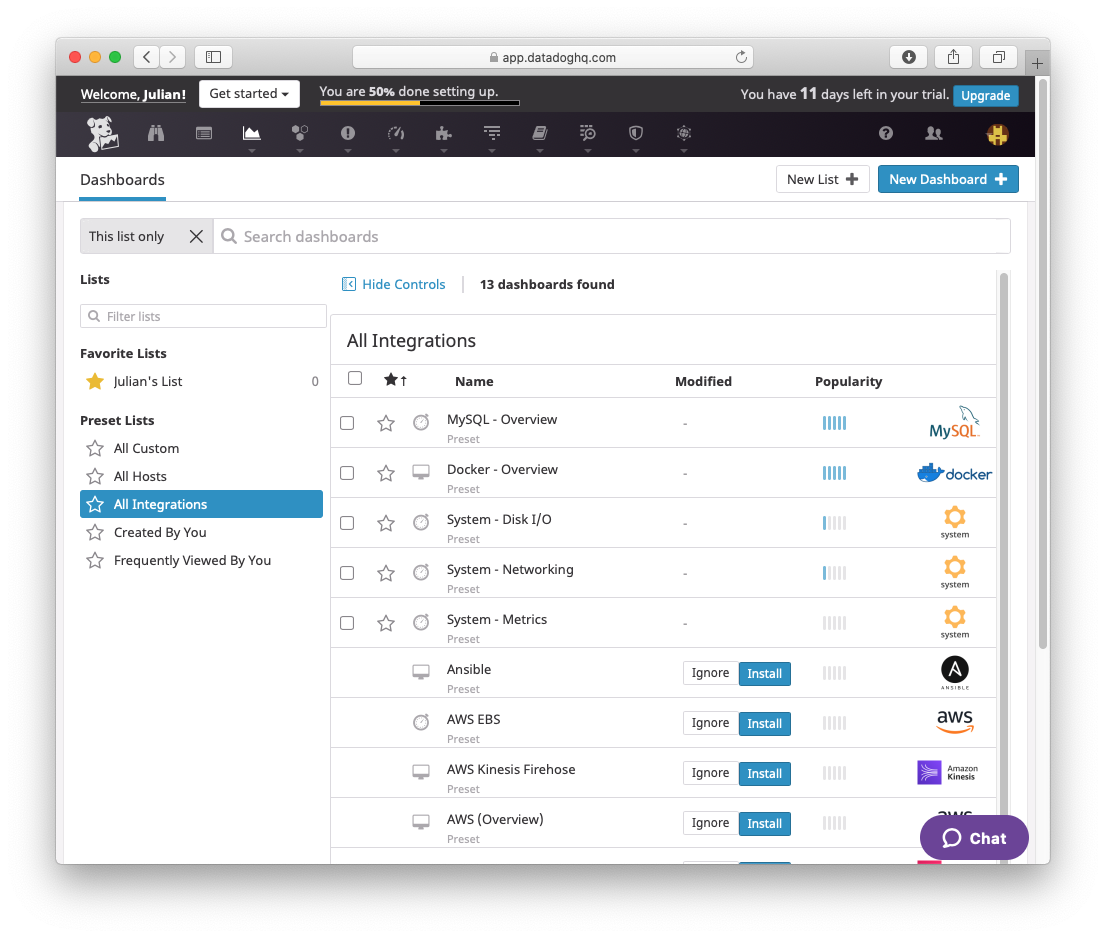 app.datadoghq.com
Welcome, Julian!
Get started
You are 50% done setting up.
You have 11 days left in your trial.
Upgrade
Dashboards
New List
New Dashboard
This list only
Search dashboards
Lists
Filter lists
Favorite Lists
Julian's List 0
Preset Lists
All Custom
All Hosts
All Integrations
Created By You
Frequently Viewed By You
Hide Controls
13 dashboards found
All Integrations
Name Modified Popularity
MySQL - Overview - MySQL
Preset
Docker - Overview - docker
Preset
System - Disk I/O - system
Preset
System - Networking - system
Preset
System - Metrics - system
Preset
Ansible Ignore Install ANSIBLE
Preset
AWS EBS Ignore Install aws
Preset
AWS Kinesis Firehose Ignore Install Amazon Kinesis
Preset
AWS (Overview) Ignore Install aws
Preset
Chat